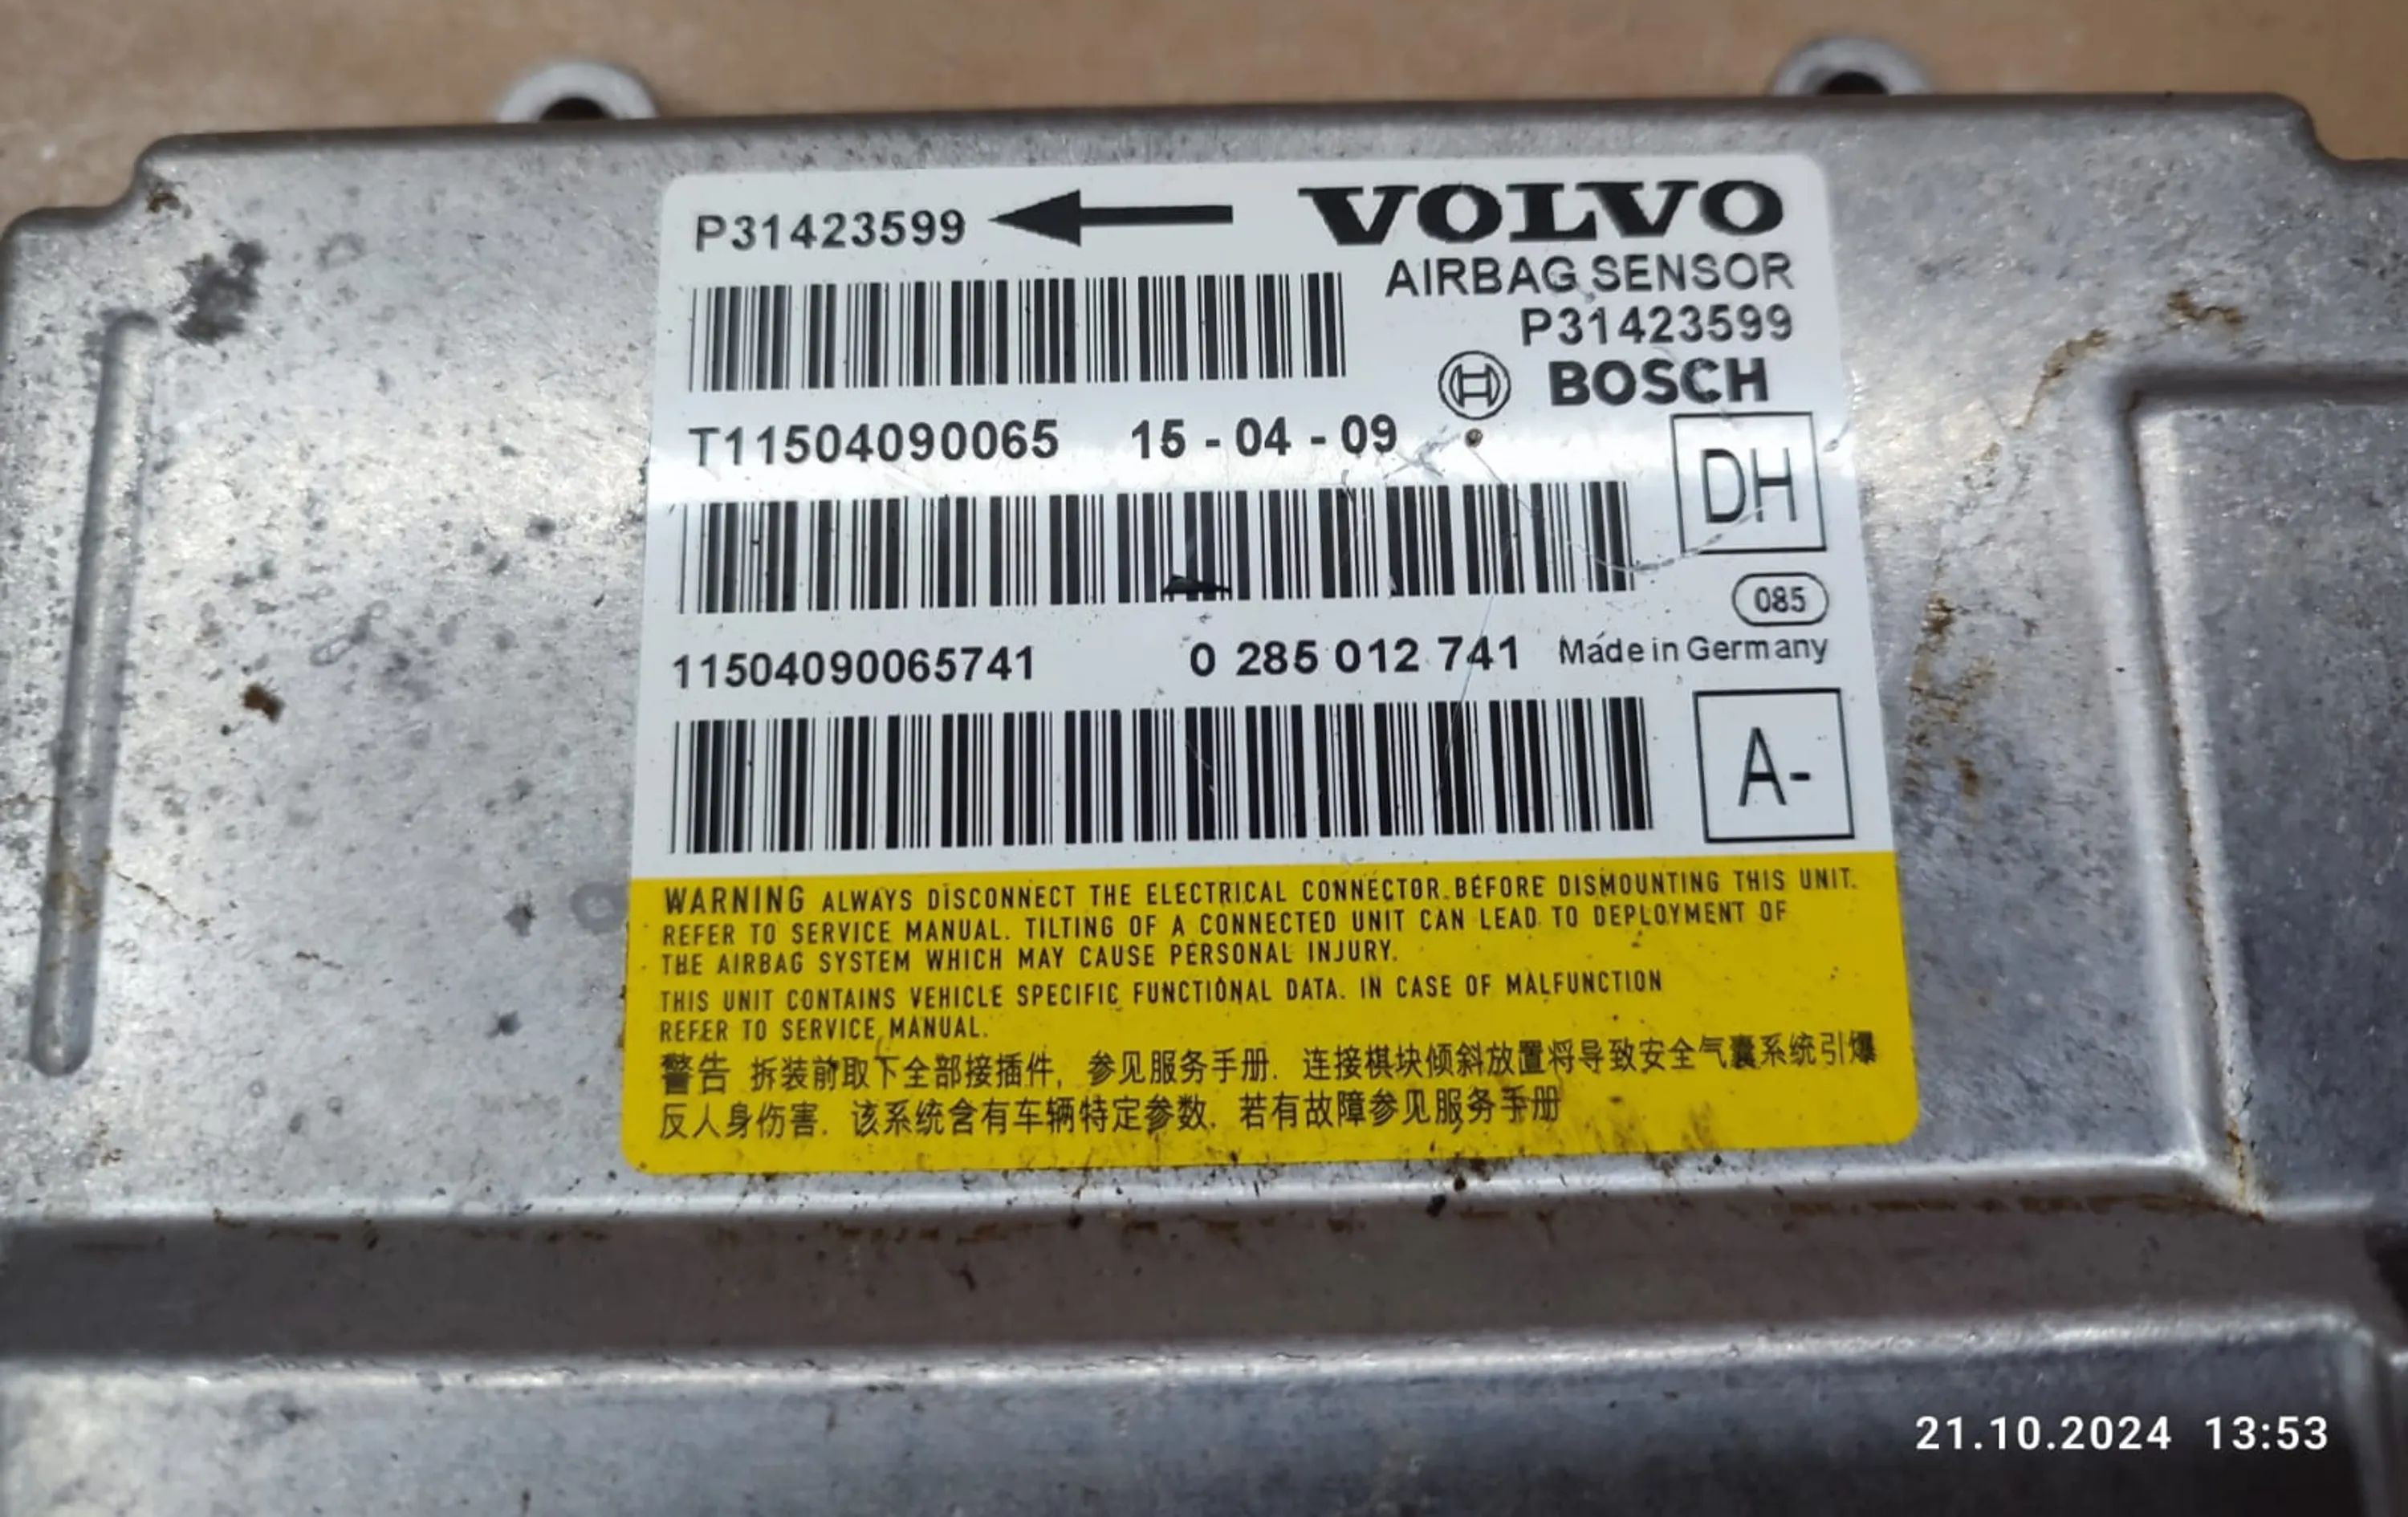 P31423599 VOLVO
AIRBAG SENSOR
P31423599
BOSCH
T11504090065 15 - 04 - 09
DH
085
11504090065741 0 285 012 741 Made in Germany
A-
WARNING ALWAYS DISCONNECT THE ELECTRICAL CONNECTOR BEFORE DISMOUNTING THIS UNIT.
REFER TO SERVICE MANUAL. TILTING OF A CONNECTED UNIT CAN LEAD TO DEPLOYMENT OF
THE AIRBAG SYSTEM WHICH MAY CAUSE PERSONAL INJURY.
THIS UNIT CONTAINS VEHICLE SPECIFIC FUNCTIONAL DATA. IN CASE OF MALFUNCTION
REFER TO SERVICE MANUAL.
警告 拆装前取下全部接插件, 参见服务手册. 连接棋块倾斜放置将导致安全气囊系统引爆
反人身伤害. 该系统含有车辆特定参数. 若有故障参见服务手册
21.10.2024 13:53